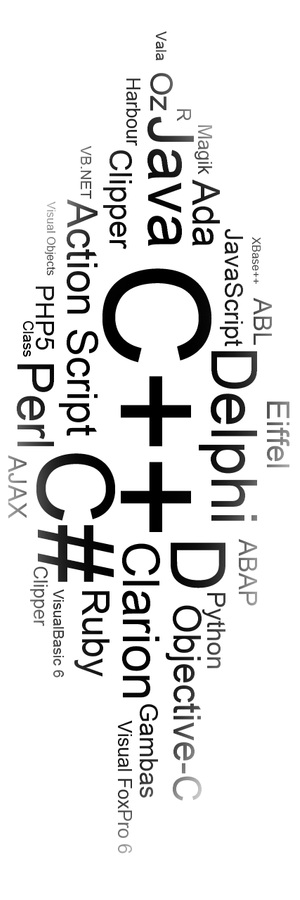 Vala
Oz
R
Harbour
Java
Magik
Ada
VB.NET
Clipper
XBase++
JavaScript
ABL
Visual Objects
Action Script
C++
Delphi
Eiffel
PHP5
Class
Perl
AJAX
C#
D
ABAP
Clipper
VisualBasic 6
Ruby
Clarion
Python
Objective-C
Gambas
Visual FoxPro 6